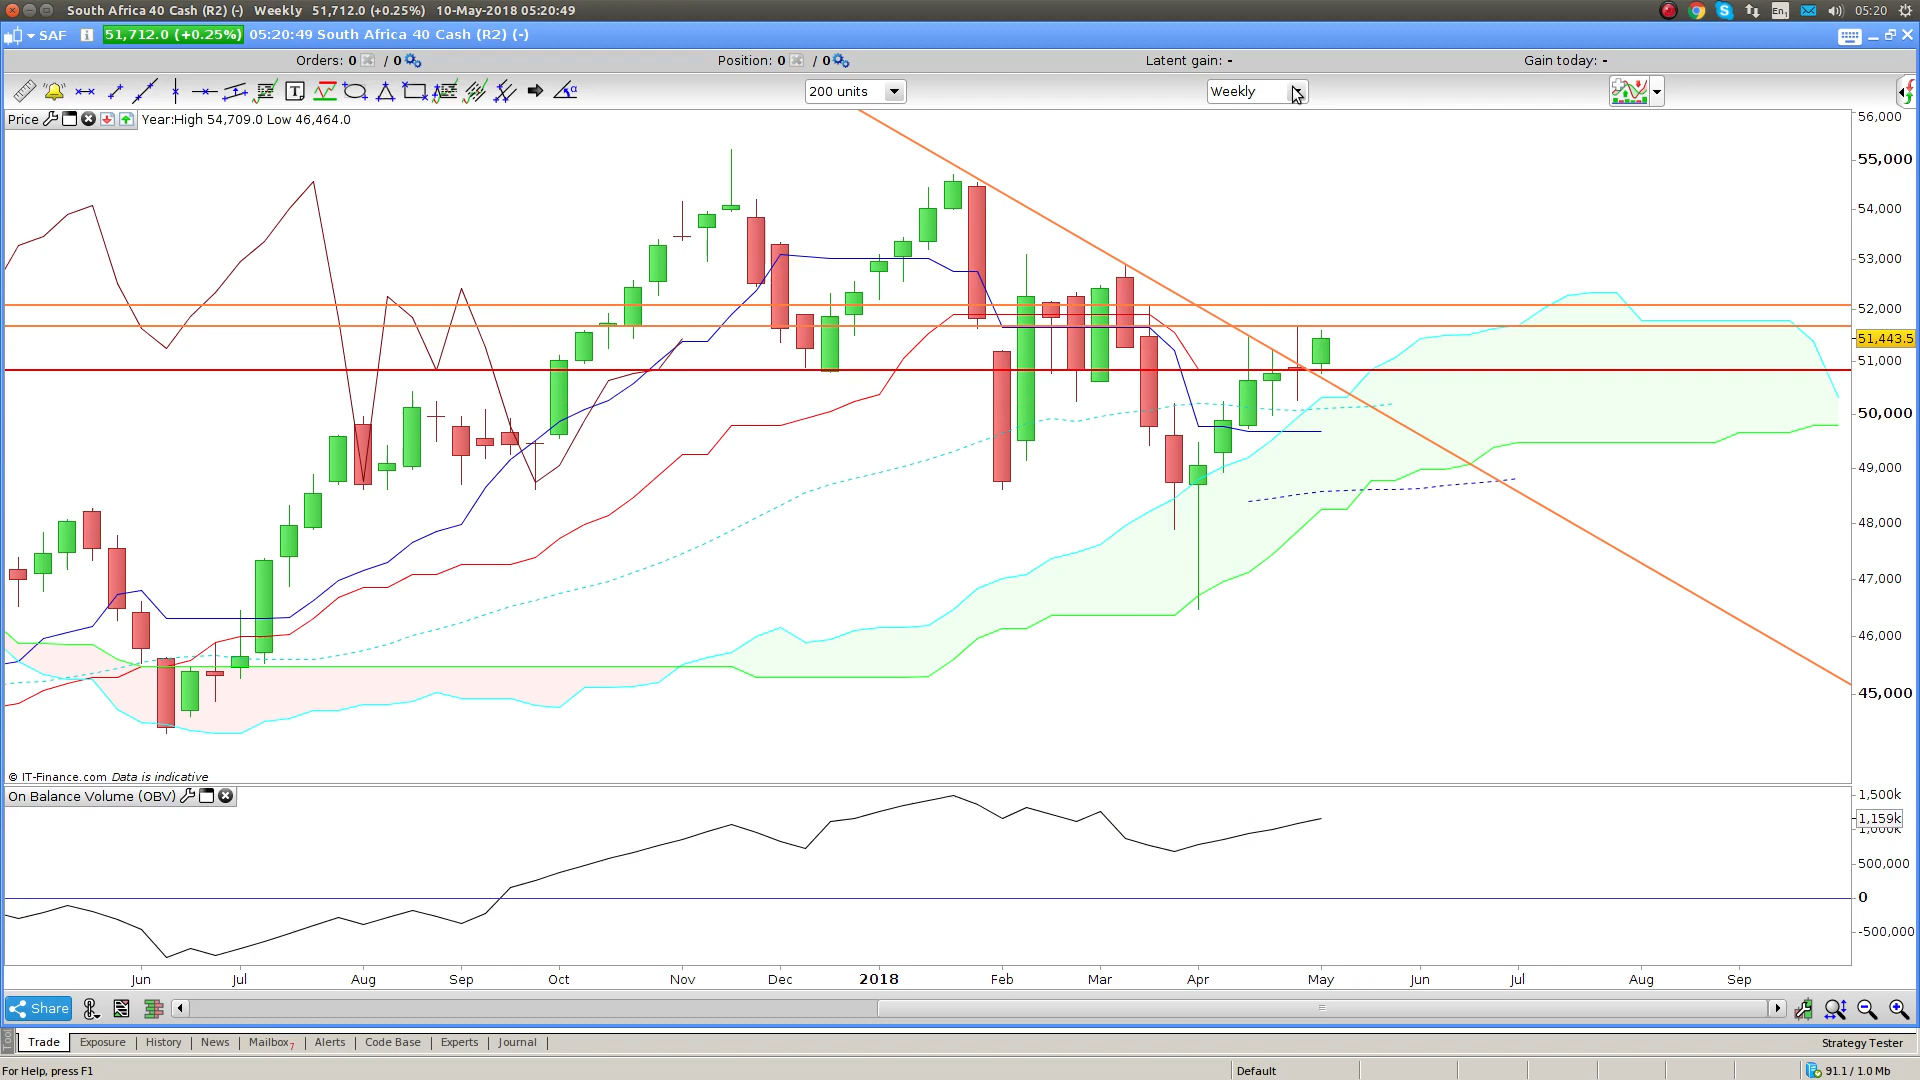 South Africa 40 Cash (R2) (-)   Weekly   51,712.0 (+0.25%)   10-May-2018 05:20:49
En1 05:20
SAF 51,712.0 (+0.25%) 05:20:49 South Africa 40 Cash (R2) (-)
Orders: 0 / 0 Position: 0 / 0 Latent gain: - Gain today: -
200 units Weekly
Price Year:High 54,709.0 Low 46,464.0
56,000
55,000
54,000
53,000
52,000
51,443.5
51,000
50,000
49,000
48,000
47,000
46,000
45,000
© IT-Finance.com Data is indicative
On Balance Volume (OBV)
1,500k
1,159k
1,000k
500,000
0
-500,000
Jun Jul Aug Sep Oct Nov Dec 2018 Feb Mar Apr May Jun Jul Aug Sep
Share
Trade Exposure History News Mailbox7 Alerts Code Base Experts Journal Strategy Tester
For Help, press F1 Default 91.1 / 1.0 Mb